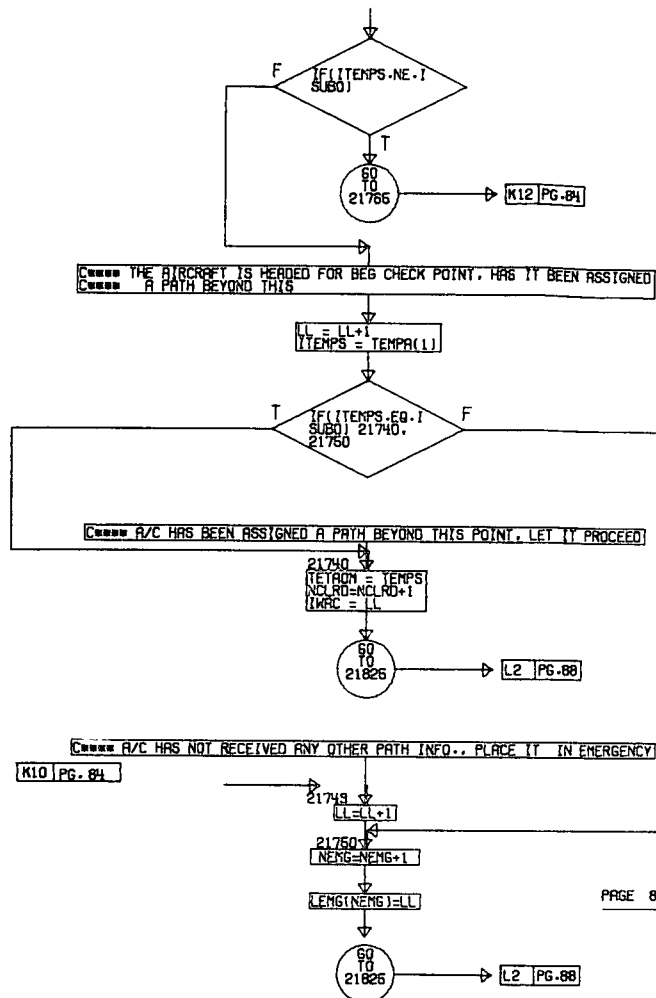 F
IF(ITEMPS.NE.I
SUBO)
T
GO
TO
21766
K12 PG.84
C**** THE AIRCRAFT IS HEADED FOR BEG CHECK POINT, HAS IT BEEN ASSIGNED
C**** A PATH BEYOND THIS
LL = LL+1
ITEMPS = TEMPA(1)
T
IF(ITEMPS.EQ.I
SUBO) 21740,
21750
F
C**** A/C HAS BEEN ASSIGNED A PATH BEYOND THIS POINT, LET IT PROCEED
21740
TETAOM = TEMPS
NCLRD=NCLRD+1
IWRC = LL
GO
TO
21826
L2 PG.88
C**** A/C HAS NOT RECEIVED ANY OTHER PATH INFO., PLACE IT IN EMERGENCY
K10 PG.84
21749
LL=LL+1
21750
NEMG=NEMG+1
LEMG(NEMG)=LL
PAGE 8
GO
TO
21826
L2 PG.88